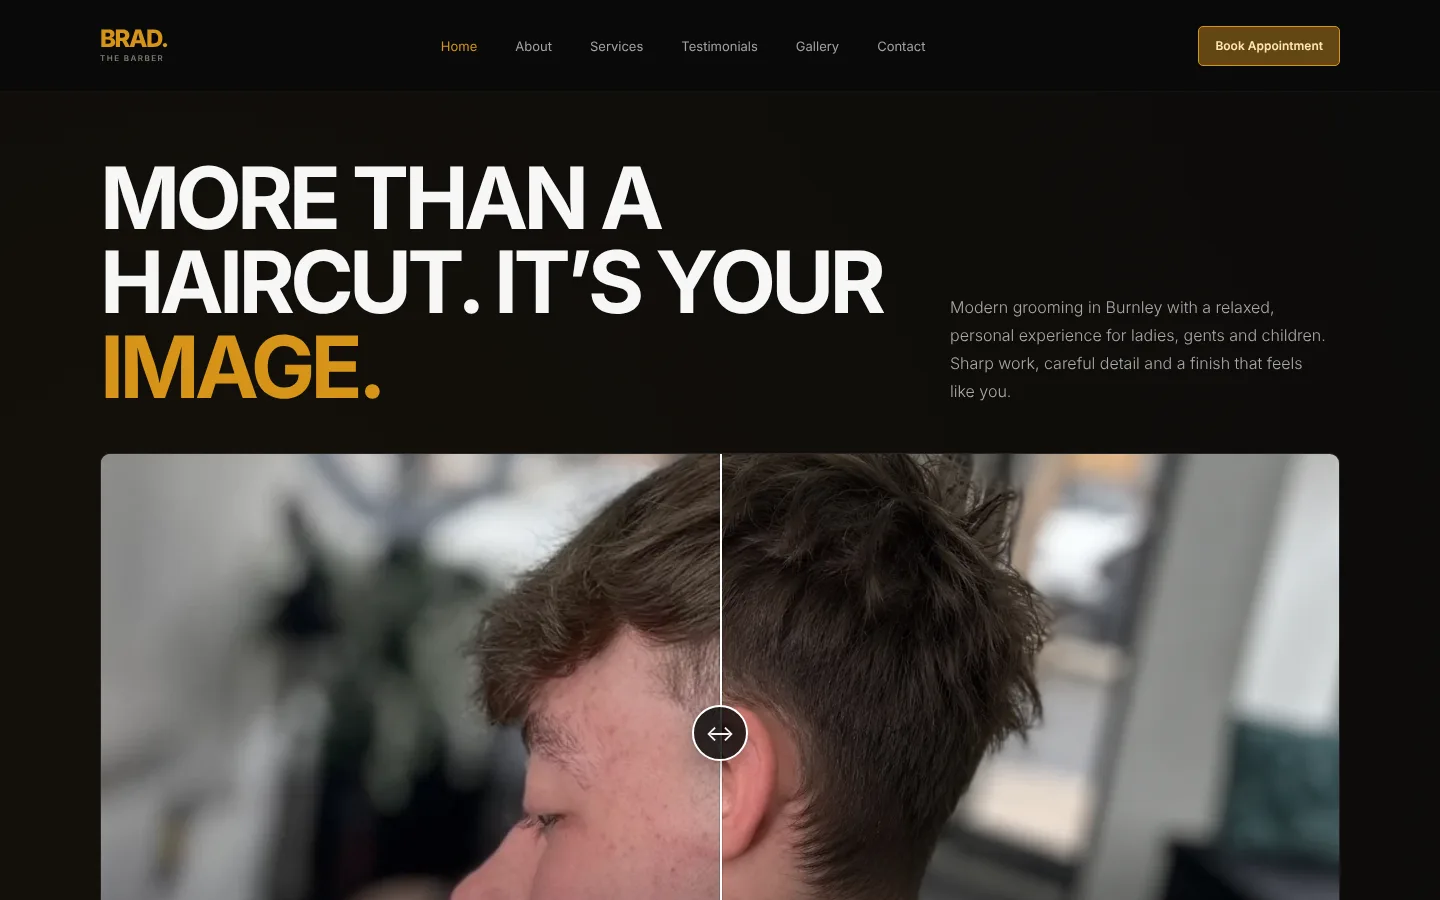 BRAD.
THE BARBER
Home
About
Services
Testimonials
Gallery
Contact
Book Appointment
MORE THAN A
HAIRCUT. IT’S YOUR
IMAGE.
Modern grooming in Burnley with a relaxed,
personal experience for ladies, gents and children.
Sharp work, careful detail and a finish that feels
like you.